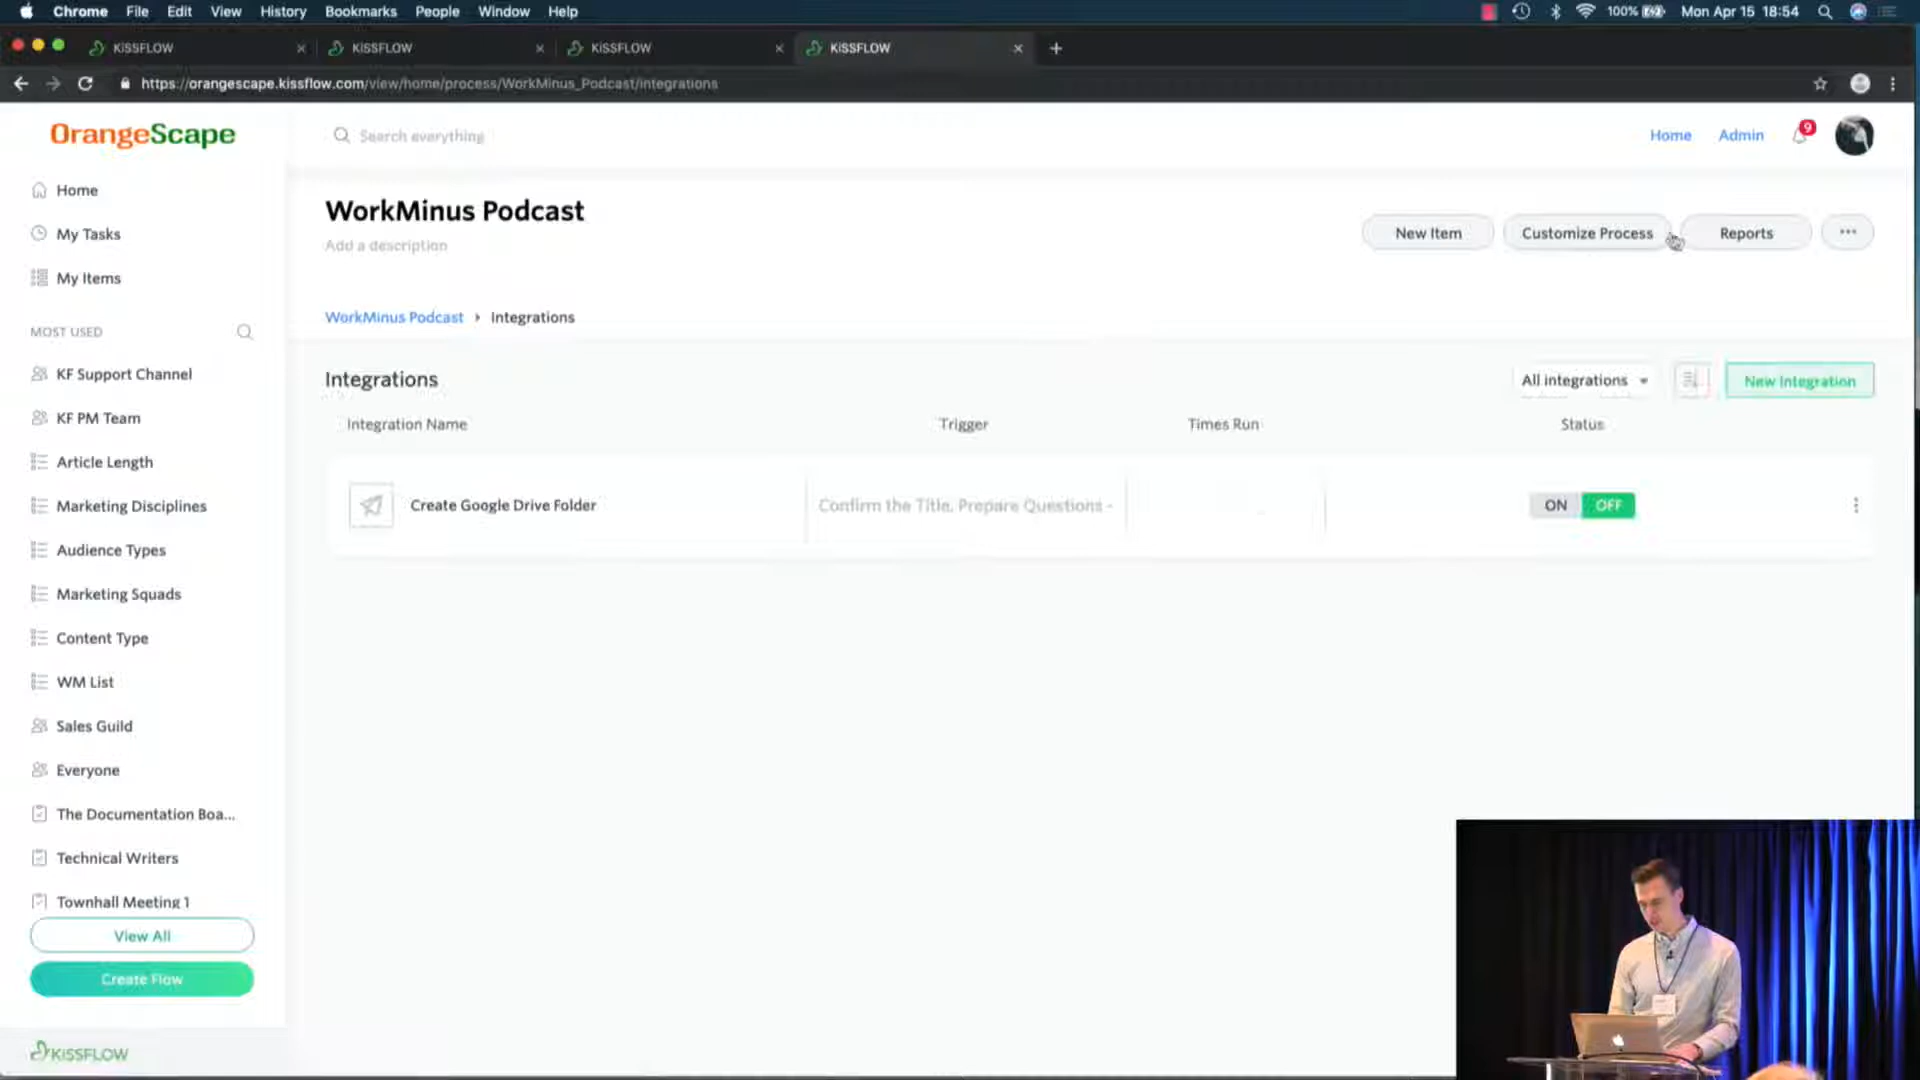 Chrome File Edit View History Bookmarks People Window Help 100% Mon Apr 15 18:54
KiSSFLOW KiSSFLOW KiSSFLOW KiSSFLOW
https://orangescape.kissflow.com/view/home/process/WorkMinus_Podcast/integrations
OrangeScape
Search everything
Home Admin 9
Home
My Tasks
My Items
MOST USED
KF Support Channel
KF PM Team
Article Length
Marketing Disciplines
Audience Types
Marketing Squads
Content Type
WM List
Sales Guild
Everyone
The Documentation Boa...
Technical Writers
Townhall Meeting 1
View All
Create Flow
KiSSFLOW
WorkMinus Podcast
Add a description
New Item Customize Process Reports
WorkMinus Podcast Integrations
Integrations
All integrations New Integration
Integration Name Trigger Times Run Status
Create Google Drive Folder Confirm the Title, Prepare Questions - ON OFF